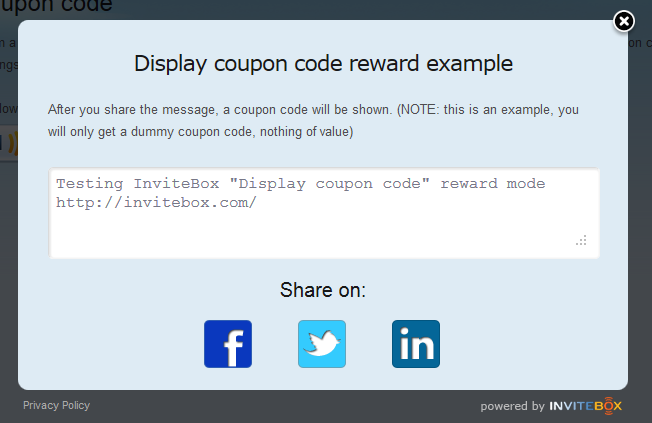 upon code
Display coupon code reward example
After you share the message, a coupon code will be shown. (NOTE: this is an example, you
will only get a dummy coupon code, nothing of value)
Testing InviteBox "Display coupon code" reward mode
http://invitebox.com/
Share on:
f
in
Privacy Policy
powered by INVITEBOX